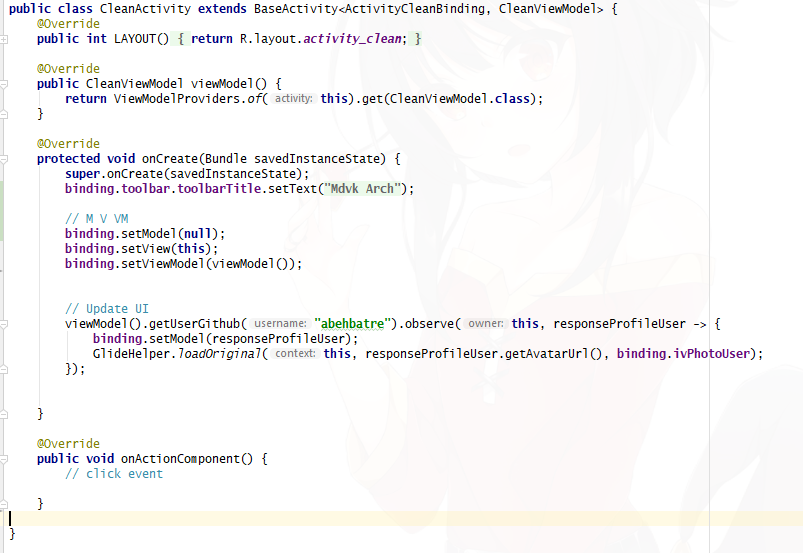 public class CleanActivity extends BaseActivity<ActivityCleanBinding, CleanViewModel> {
@Override
public int LAYOUT() { return R.layout.activity_clean; }
@Override
public CleanViewModel viewModel() {
return ViewModelProviders.of( activity: this).get(CleanViewModel.class);
}
@Override
protected void onCreate(Bundle savedInstanceState) {
super.onCreate(savedInstanceState);
binding.toolbar.toolbarTitle.setText("Mdvk Arch");
// M V VM
binding.setModel(null);
binding.setView(this);
binding.setViewModel(viewModel());
// Update UI
viewModel().getUserGithub( username: "abehbatre").observe( owner: this, responseProfileUser -> {
binding.setModel(responseProfileUser);
GlideHelper.loadOriginal( context: this, responseProfileUser.getAvatarUrl(), binding.ivPhotoUser);
});
}
@Override
public void onActionComponent() {
// click event
}
}